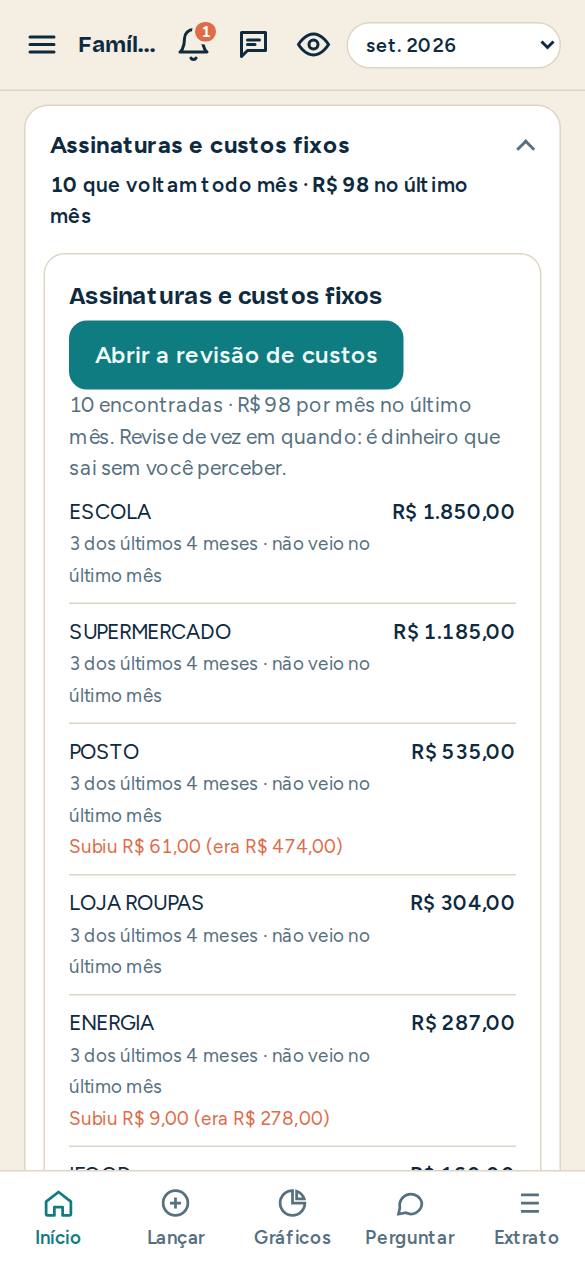 Famíl...
1
set. 2026
Assinaturas e custos fixos
10 que voltam todo mês · R$ 98 no último
mês
Assinaturas e custos fixos
Abrir a revisão de custos
10 encontradas · R$ 98 por mês no último
mês. Revise de vez em quando: é dinheiro que
sai sem você perceber.
ESCOLA R$ 1.850,00
3 dos últimos 4 meses · não veio no
último mês
SUPERMERCADO R$ 1.185,00
3 dos últimos 4 meses · não veio no
último mês
POSTO R$ 535,00
3 dos últimos 4 meses · não veio no
último mês
Subiu R$ 61,00 (era R$ 474,00)
LOJA ROUPAS R$ 304,00
3 dos últimos 4 meses · não veio no
último mês
ENERGIA R$ 287,00
3 dos últimos 4 meses · não veio no
último mês
Subiu R$ 9,00 (era R$ 278,00)
Início Lançar Gráficos Perguntar Extrato